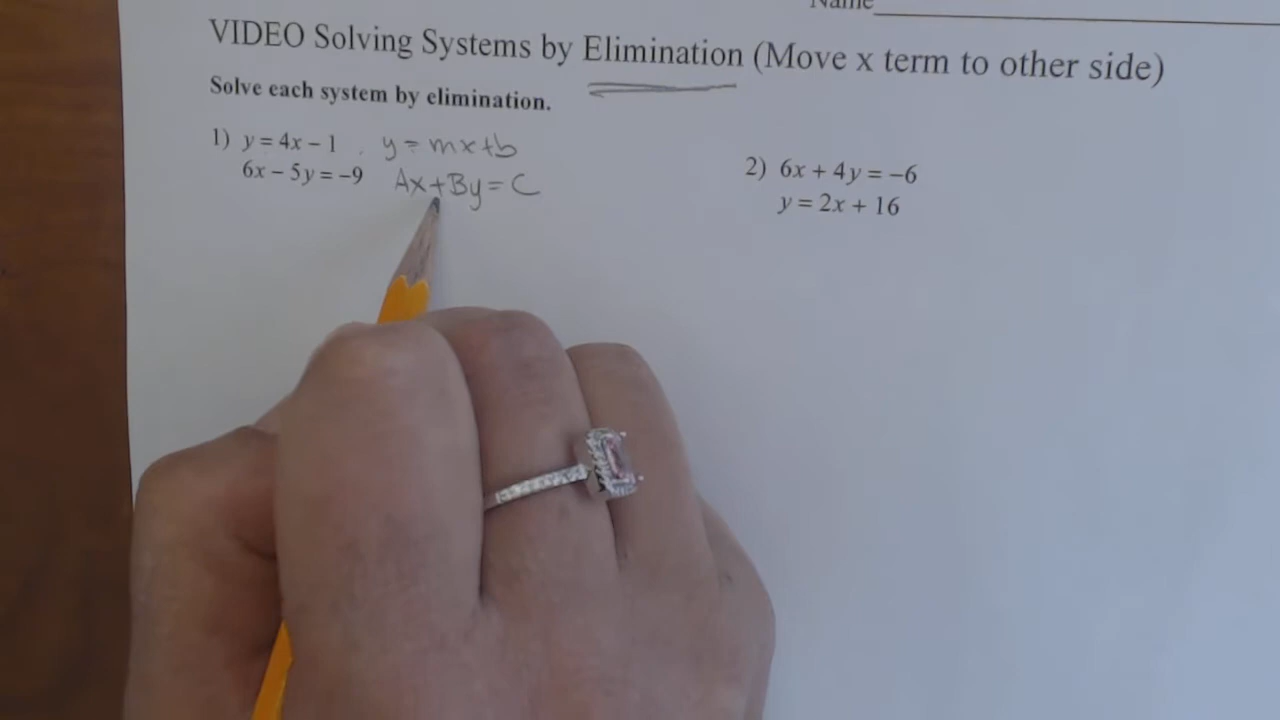 Name
VIDEO Solving Systems by Elimination (Move x term to other side)
Solve each system by elimination.
1) y = 4x – 1 y = mx+b
6x – 5y = –9 Ax+By = C
2) 6x + 4y = –6
y = 2x + 16